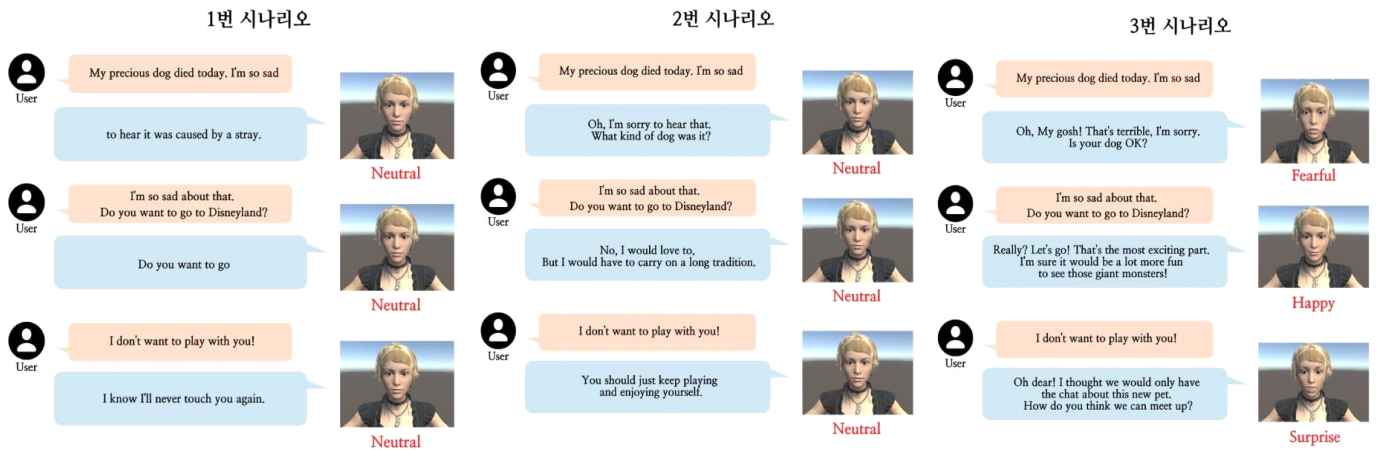 1번 시나리오
My precious dog died today. I'm so sad
User
to hear it was caused by a stray.
Neutral
I'm so sad about that.
Do you want to go to Disneyland?
User
Do you want to go
Neutral
I don't want to play with you!
User
I know I'll never touch you again.
Neutral
2번 시나리오
My precious dog died today. I'm so sad
User
Oh, I'm sorry to hear that.
What kind of dog was it?
Neutral
I'm so sad about that.
Do you want to go to Disneyland?
User
No, I would love to,
But I would have to carry on a long tradition.
Neutral
I don't want to play with you!
User
You should just keep playing
and enjoying yourself.
Neutral
3번 시나리오
My precious dog died today. I'm so sad
User
Oh, My gosh! That's terrible, I'm sorry.
Is your dog OK?
Fearful
I'm so sad about that.
Do you want to go to Disneyland?
User
Really? Let's go! That's the most exciting part.
I'm sure it would be a lot more fun
to see those giant monsters!
Happy
I don't want to play with you!
User
Oh dear! I thought we would only have
the chat about this new pet.
How do you think we can meet up?
Surprise